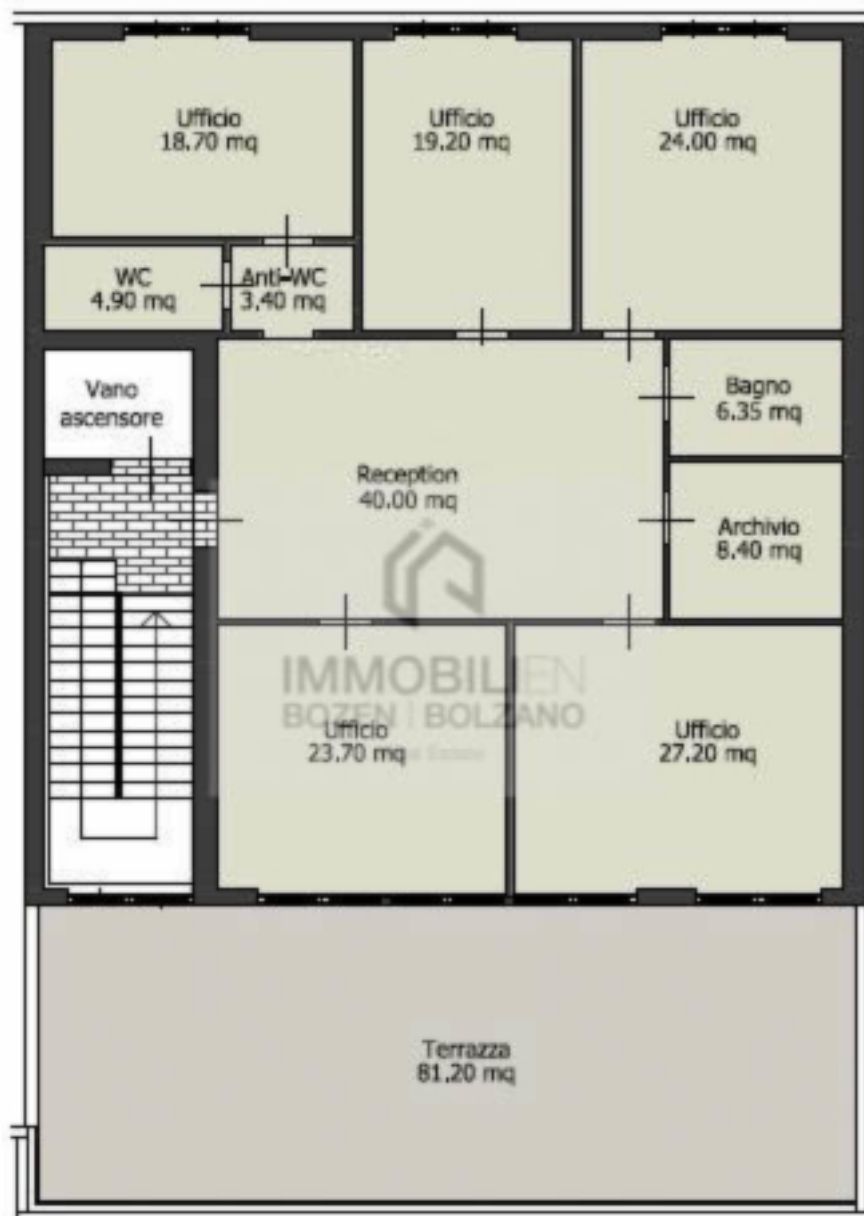 Ufficio
18.70 mq
Ufficio
19.20 mq
Ufficio
24.00 mq
WC
4.90 mq
Anti-WC
3.40 mq
Vano
ascensore
Bagno
6.35 mq
Reception
40.00 mq
Archivio
8.40 mq
IMMOBILIEN
BOZEN | BOLZANO
Real Estate
Ufficio
23.70 mq
Ufficio
27.20 mq
Terrazza
81.20 mq